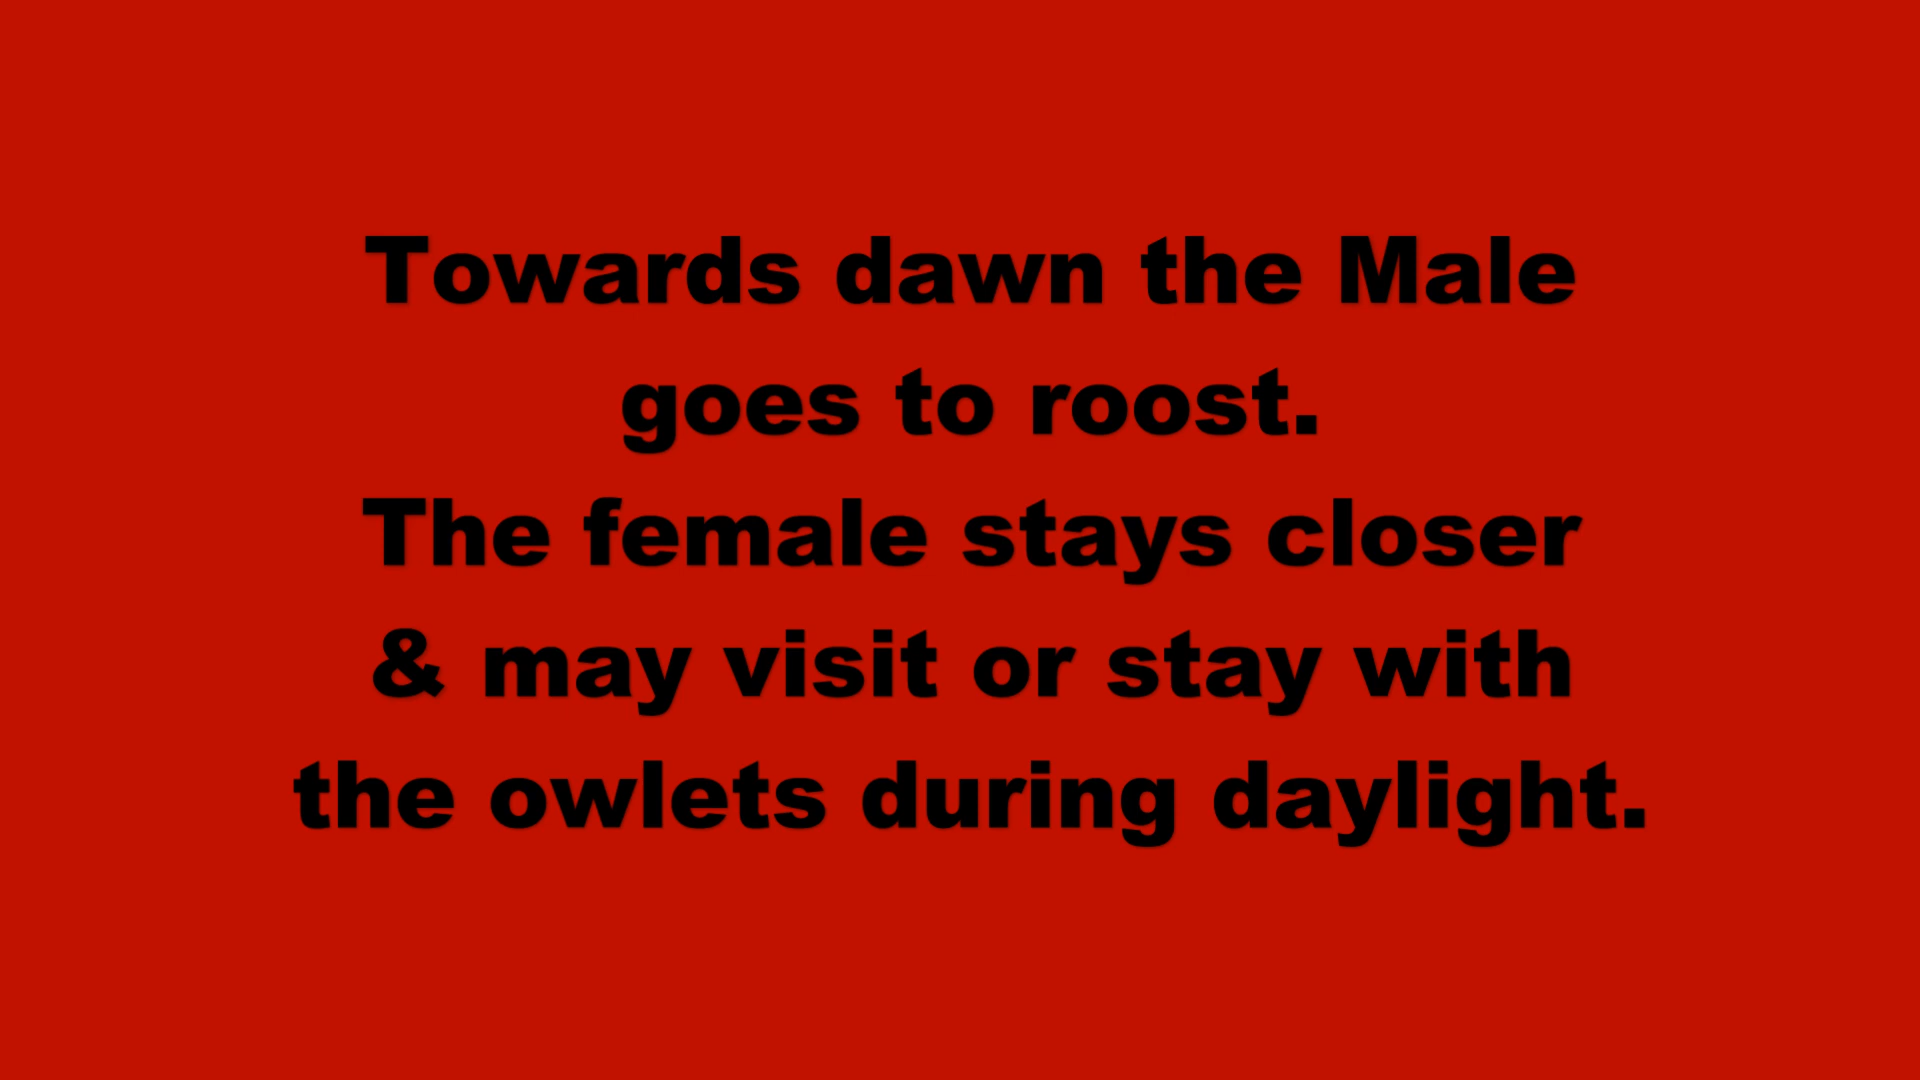 Towards dawn the Male
goes to roost.
The female stays closer
& may visit or stay with
the owlets during daylight.